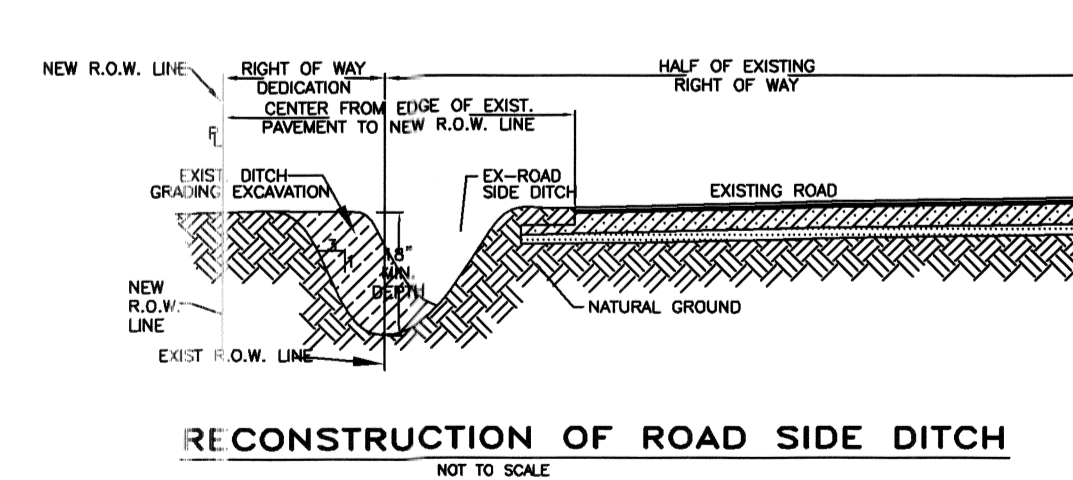 NEW R.O.W. LINE
RIGHT OF WAY
DEDICATION
HALF OF EXISTING
RIGHT OF WAY
CENTER FROM EDGE OF EXIST.
PAVEMENT TO NEW R.O.W. LINE
PL
EXIST. DITCH
GRADING EXCAVATION
EX-ROAD
SIDE DITCH
EXISTING ROAD
3
1
18"
MIN.
DEPTH
NEW
R.O.W.
LINE
NATURAL GROUND
EXIST R.O.W. LINE
RECONSTRUCTION OF ROAD SIDE DITCH
NOT TO SCALE